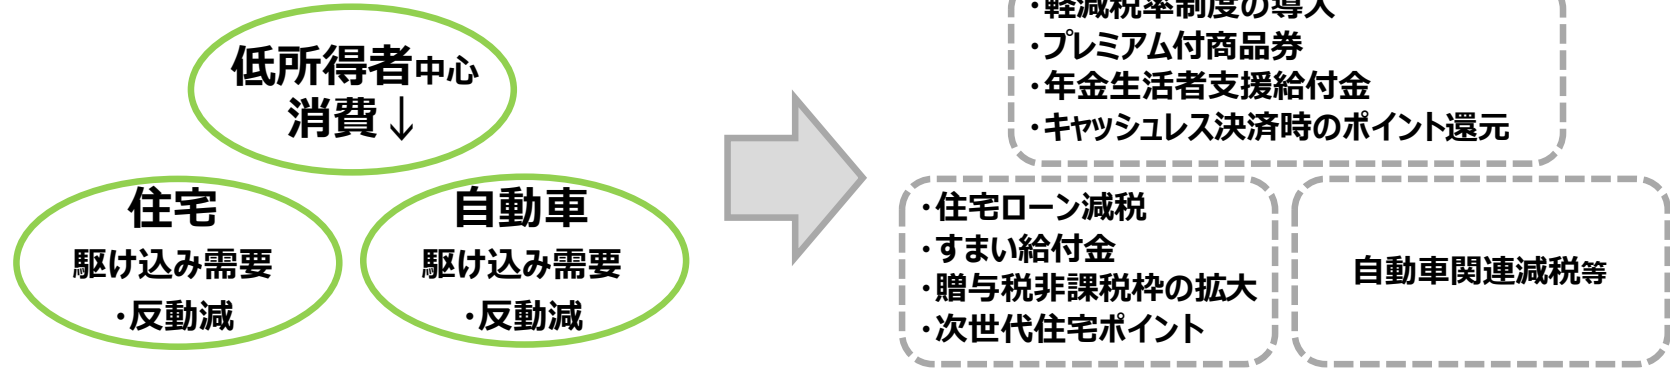 低所得者中心
消費↓
住宅
駆け込み需要
・反動減
自動車
駆け込み需要
・反動減
・軽減税率制度の導入
・プレミアム付商品券
・年金生活者支援給付金
・キャッシュレス決済時のポイント還元
・住宅ローン減税
・すまい給付金
・贈与税非課税枠の拡大
・次世代住宅ポイント
自動車関連減税等